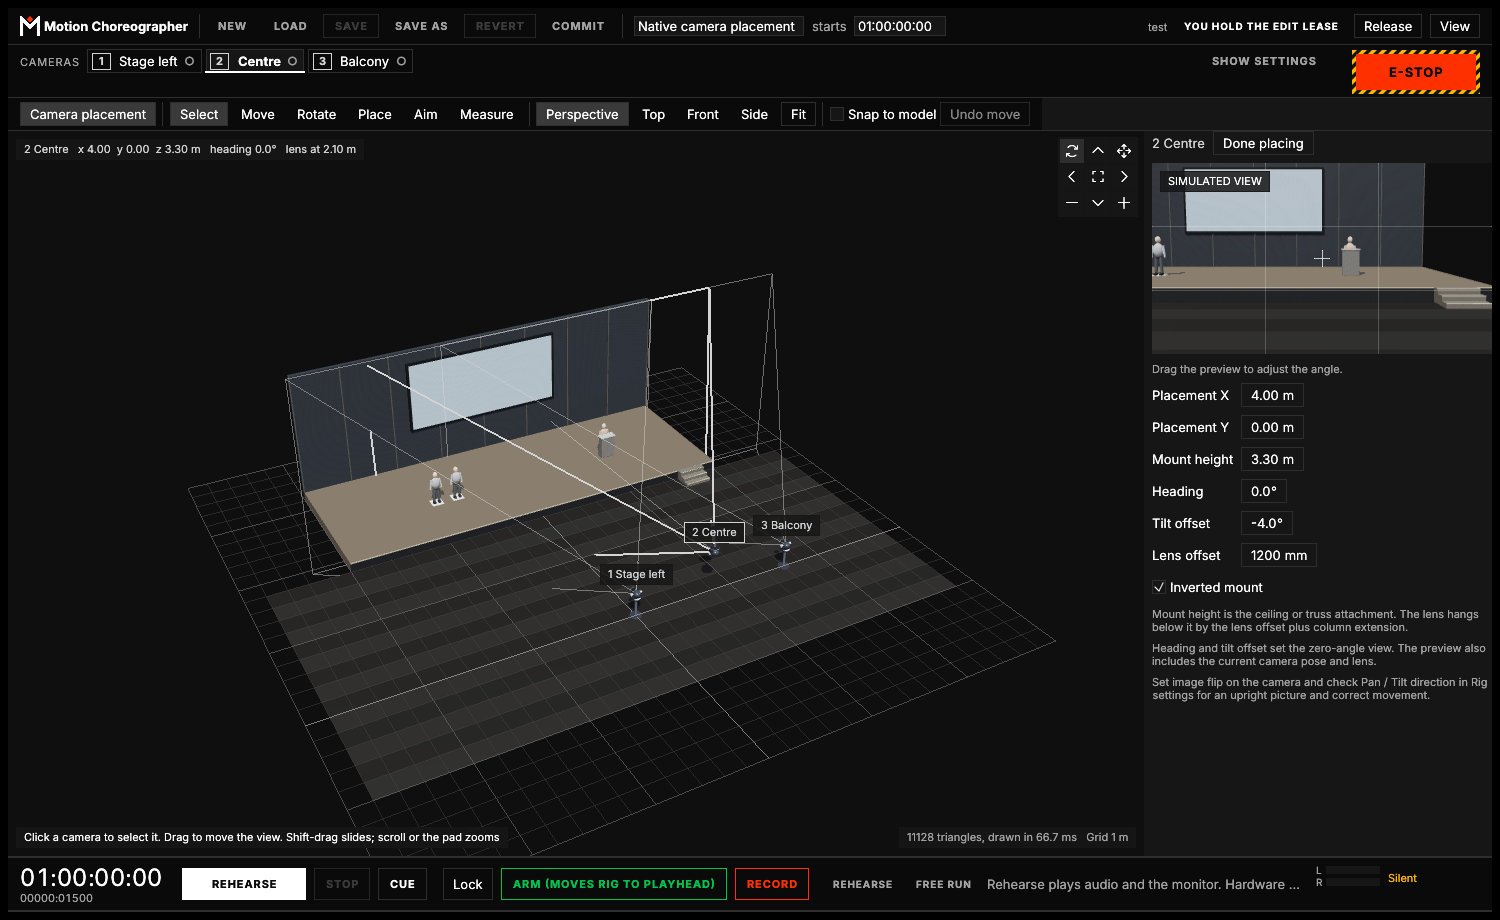 Motion Choreographer NEW LOAD SAVE SAVE AS REVERT COMMIT Native camera placement starts 01:00:00:00 test YOU HOLD THE EDIT LEASE Release View
CAMERAS 1 Stage left 2 Centre 3 Balcony SHOW SETTINGS E-STOP
Camera placement Select Move Rotate Place Aim Measure Perspective Top Front Side Fit Snap to model Undo move
2 Centre x 4.00 y 0.00 z 3.30 m heading 0.0° lens at 2.10 m
2 Centre Done placing
SIMULATED VIEW
Drag the preview to adjust the angle.
Placement X 4.00 m
Placement Y 0.00 m
Mount height 3.30 m
Heading 0.0°
Tilt offset -4.0°
Lens offset 1200 mm
Inverted mount
Mount height is the ceiling or truss attachment. The lens hangs
below it by the lens offset plus column extension.
Heading and tilt offset set the zero-angle view. The preview also
includes the current camera pose and lens.
Set image flip on the camera and check Pan / Tilt direction in Rig
settings for an upright picture and correct movement.
2 Centre
3 Balcony
1 Stage left
Click a camera to select it. Drag to move the view. Shift-drag slides; scroll or the pad zooms
11128 triangles, drawn in 66.7 ms Grid 1 m
01:00:00:00
00000:01500
REHEARSE STOP CUE Lock ARM (MOVES RIG TO PLAYHEAD) RECORD REHEARSE FREE RUN Rehearse plays audio and the monitor. Hardware ...
L
R
Silent